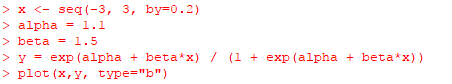 > x <- seq(-3, 3, by=0.2)
> alpha = 1.1
> beta = 1.5
> y = exp(alpha + beta*x) / (1 + exp(alpha + beta*x))
> plot(x,y, type="b")